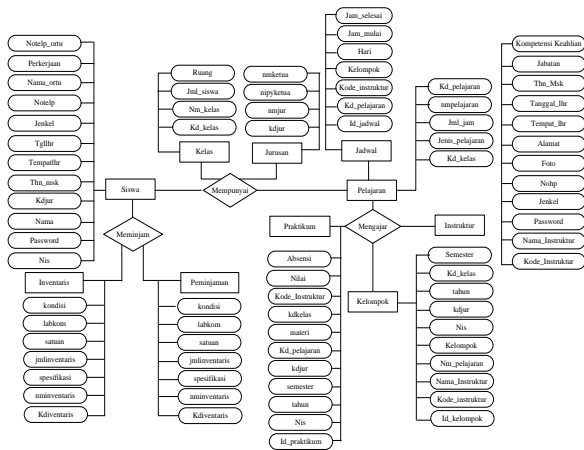 Notelp_ortu
Perkerjaan
Nama_ortu
Notelp
Jenkel
Tgllhr
Tempatlhr
Thn_msk
Kdjur
Nama
Password
Nis
Siswa
Meminjam
Ruang
Jml_siswa
Nm_kelas
Kd_kelas
Kelas
nmketua
nipyketua
nmjur
kdjur
Jurusan
Mempunyai
Jam_selesai
Jam_mulai
Hari
Kelompok
Kode_instruktur
Kd_pelajaran
Id_jadwal
Jadwal
Kd_pelajaran
nmpelajaran
Jml_jam
Jenis_pelajaran
Kd_kelas
Pelajaran
Kompetensi Keahlian
Jabatan
Thn_Msk
Tanggal_lhr
Tempat_lhr
Alamat
Foto
Nohp
Jenkel
Password
Nama_Instruktur
Kode_Instruktur
Instruktur
Praktikum
Mengajar
Inventaris
kondisi
labkom
satuan
jmlinventaris
spesifikasi
nminventaris
Kdiventaris
Peminjaman
kondisi
labkom
satuan
jmlinventaris
spesifikasi
nminventaris
Kdiventaris
Absensi
Nilai
Kode_Instruktur
kdkelas
materi
Kd_pelajaran
kdjur
semester
tahun
Nis
Id_praktikum
Kelompok
Semester
Kd_kelas
tahun
kdjur
Nis
Kelompok
Nm_pelajaran
Nama_Instruktur
Kode_instruktur
Id_kelompok